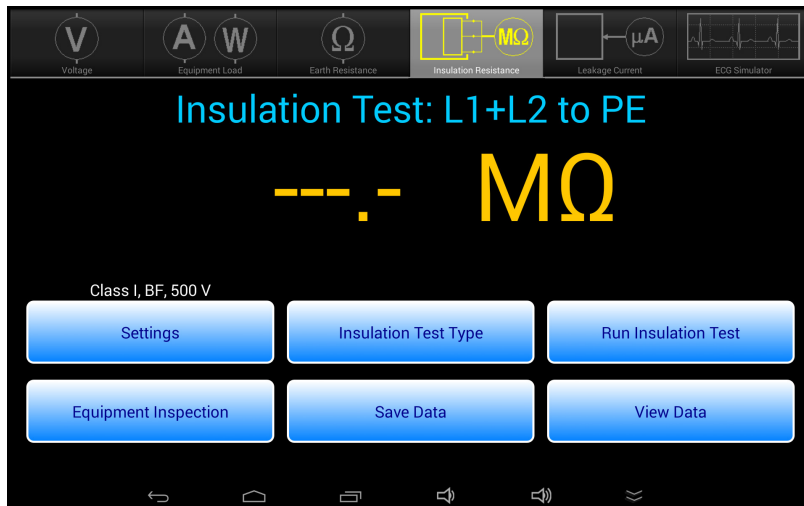 V
A W
Ω
MΩ
µA
Voltage
Equipment Load
Earth Resistance
Insulation Resistance
Leakage Current
ECG Simulator
Insulation Test: L1+L2 to PE
---.- MΩ
Class I, BF, 500 V
Settings
Insulation Test Type
Run Insulation Test
Equipment Inspection
Save Data
View Data